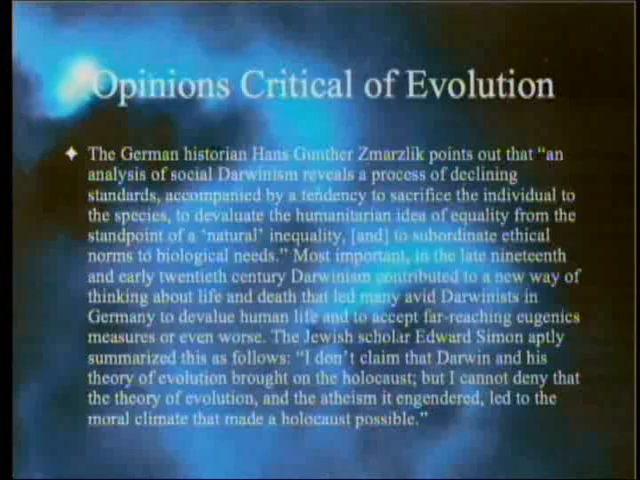 Opinions Critical of Evolution
The German historian Hans Gunther Zmarzlik points out that “an
analysis of social Darwinism reveals a process of declining
standards, accompanied by a tendency to sacrifice the individual to
the species, to devaluate the humanitarian idea of equality from the
standpoint of a ‘natural’ inequality, [and] to subordinate ethical
norms to biological needs.” Most important, in the late nineteenth
and early twentieth century Darwinism contributed to a new way of
thinking about life and death that led many avid Darwinists in
Germany to devalue human life and to accept far-reaching eugenics
measures or even worse. The Jewish scholar Edward Simon aptly
summarized this as follows: “I don’t claim that Darwin and his
theory of evolution brought on the holocaust; but I cannot deny that
the theory of evolution, and the atheism it engendered, led to the
moral climate that made a holocaust possible.”